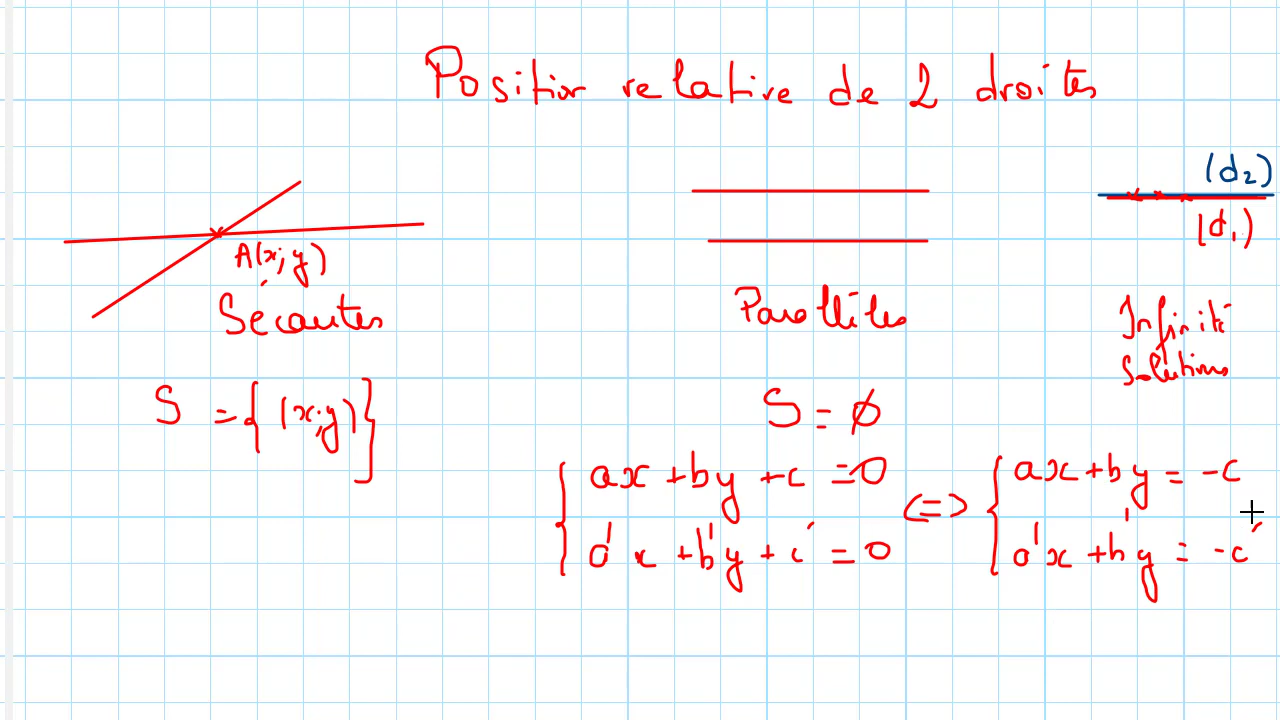 Position relative de 2 droites
(d2)
(d1)
A(x;y)
Sécantes
Parallèles
Infinité
Solutions
S = {(x;y)}
S = ∅
{ ax + by + c = 0 <=> { ax + by = -c
a'x + b'y + c' = 0 a'x + b'y = -c'